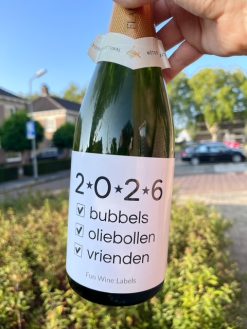 2★0★2★6
bubbels
oliebollen
vrienden
Fun Wine Labels